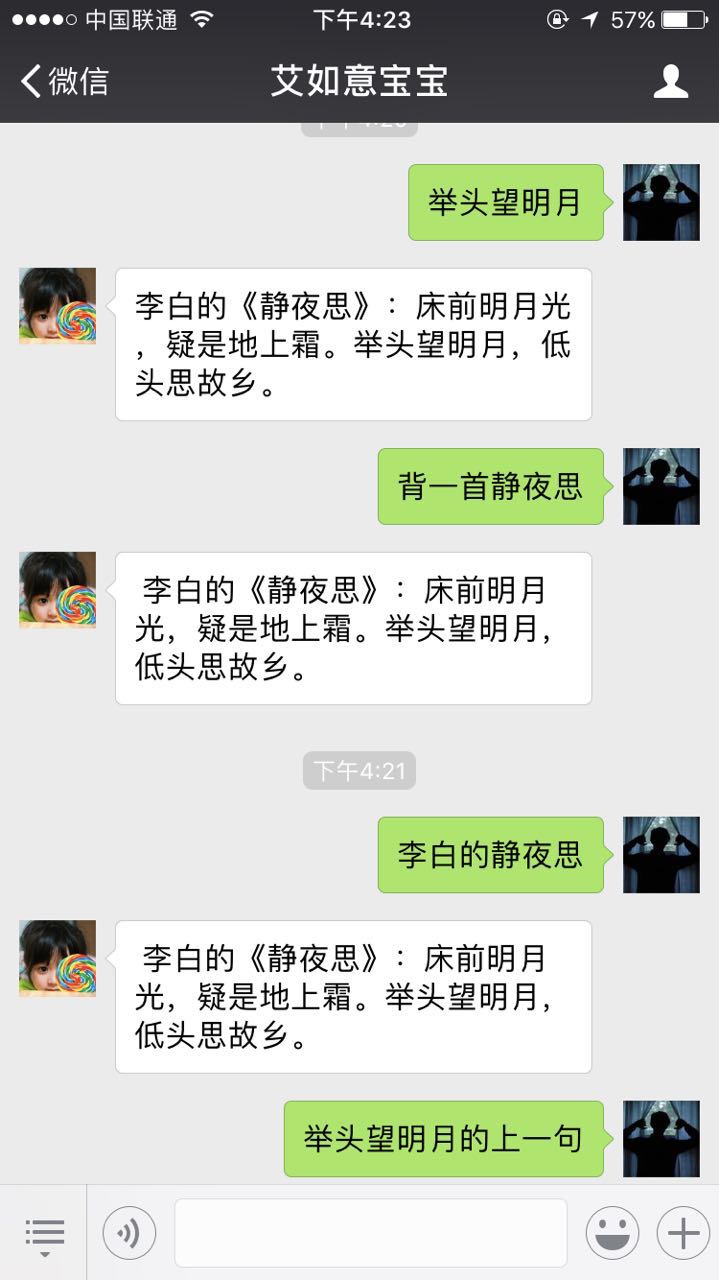 中国联通 下午4:23 57%
微信 艾如意宝宝
举头望明月
李白的《静夜思》：床前明月光
，疑是地上霜。举头望明月，低
头思故乡。
背一首静夜思
李白的《静夜思》：床前明月
光，疑是地上霜。举头望明月，
低头思故乡。
下午4:21
李白的静夜思
李白的《静夜思》：床前明月
光，疑是地上霜。举头望明月，
低头思故乡。
举头望明月的上一句